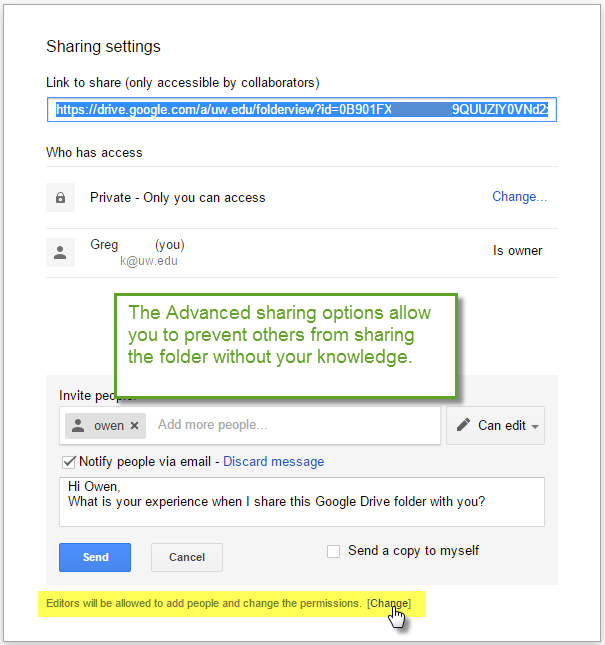 Sharing settings
Link to share (only accessible by collaborators)
https://drive.google.com/a/uw.edu/folderview?id=0B901FX 9QUUZIY0VNd2
Who has access
Private - Only you can access Change...
Greg (you) Is owner
k@uw.edu
The Advanced sharing options allow
you to prevent others from sharing
the folder without your knowledge.
Invite people:
owen Add more people... Can edit
Notify people via email - Discard message
Hi Owen,
What is your experience when I share this Google Drive folder with you?
Send Cancel Send a copy to myself
Editors will be allowed to add people and change the permissions. [Change]